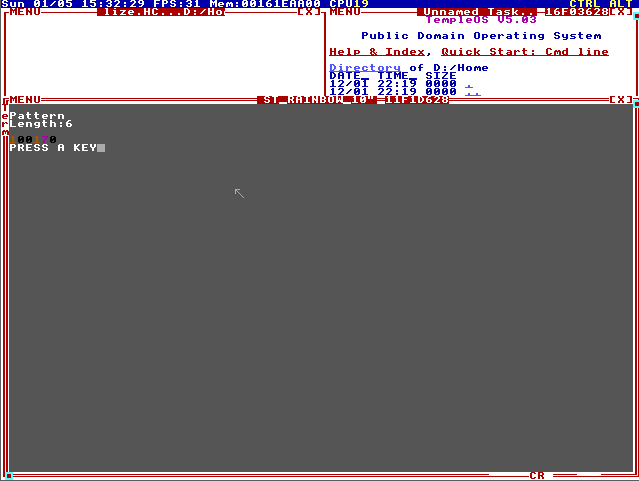 Sun 01/05 15:32:29 FPS:31 Mem:00161EAA00 CPU19 CTRL ALT
MENU lize.HC...D:/Ho [X]
MENU Unnamed Task.. 16F03628 [X]
TempleOS V5.03
Public Domain Operating System
Help & Index, Quick Start: Cmd line
Directory of D:/Home
DATE_ TIME_ SIZE
12/01 22:19 0000 .
12/01 22:19 0000 ..
MENU ST_RAINBOW_10" 11F1D628 [X]
Term
Pattern
Length:6
PRESS A KEY
CR